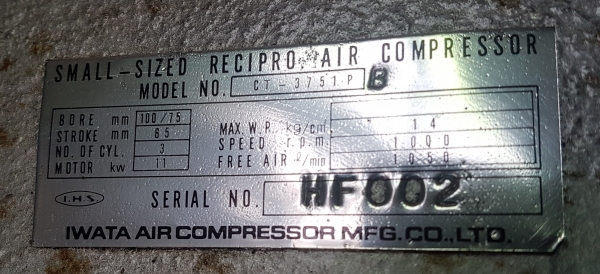 SMALL-SIZED RECIPRO-AIR COMPRESSOR
MODEL NO. CT-3751P B
BORE mm 100/75
STROKE mm 65
NO. OF CYL. 3
MOTOR kw 11
MAX. W.P. kg/cm² 14
SPEED r.p.m 1000
FREE AIR ℓ/min 1050
I.H.S
SERIAL NO. HF002
IWATA AIR COMPRESSOR MFG. CO., LTD.